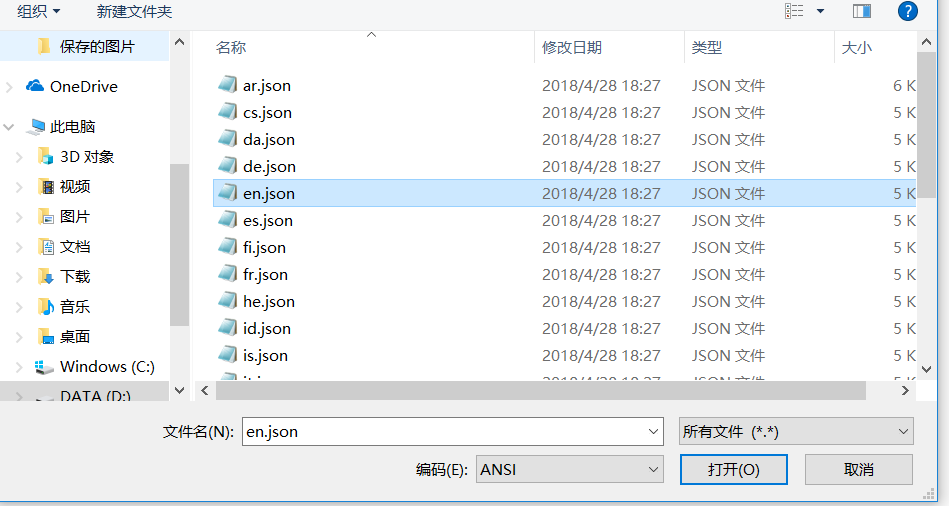 组织 新建文件夹 ?
保存的图片
OneDrive
此电脑
3D 对象
视频
图片
文档
下载
音乐
桌面
Windows (C:)
DATA (D:)
名称 修改日期 类型 大小
ar.json 2018/4/28 18:27 JSON 文件 6 K
cs.json 2018/4/28 18:27 JSON 文件 5 K
da.json 2018/4/28 18:27 JSON 文件 5 K
de.json 2018/4/28 18:27 JSON 文件 5 K
en.json 2018/4/28 18:27 JSON 文件 5 K
es.json 2018/4/28 18:27 JSON 文件 5 K
fi.json 2018/4/28 18:27 JSON 文件 5 K
fr.json 2018/4/28 18:27 JSON 文件 5 K
he.json 2018/4/28 18:27 JSON 文件 5 K
id.json 2018/4/28 18:27 JSON 文件 5 K
is.json 2018/4/28 18:27 JSON 文件 5 K
文件名(N): en.json 所有文件 (*.*)
编码(E): ANSI 打开(O) 取消